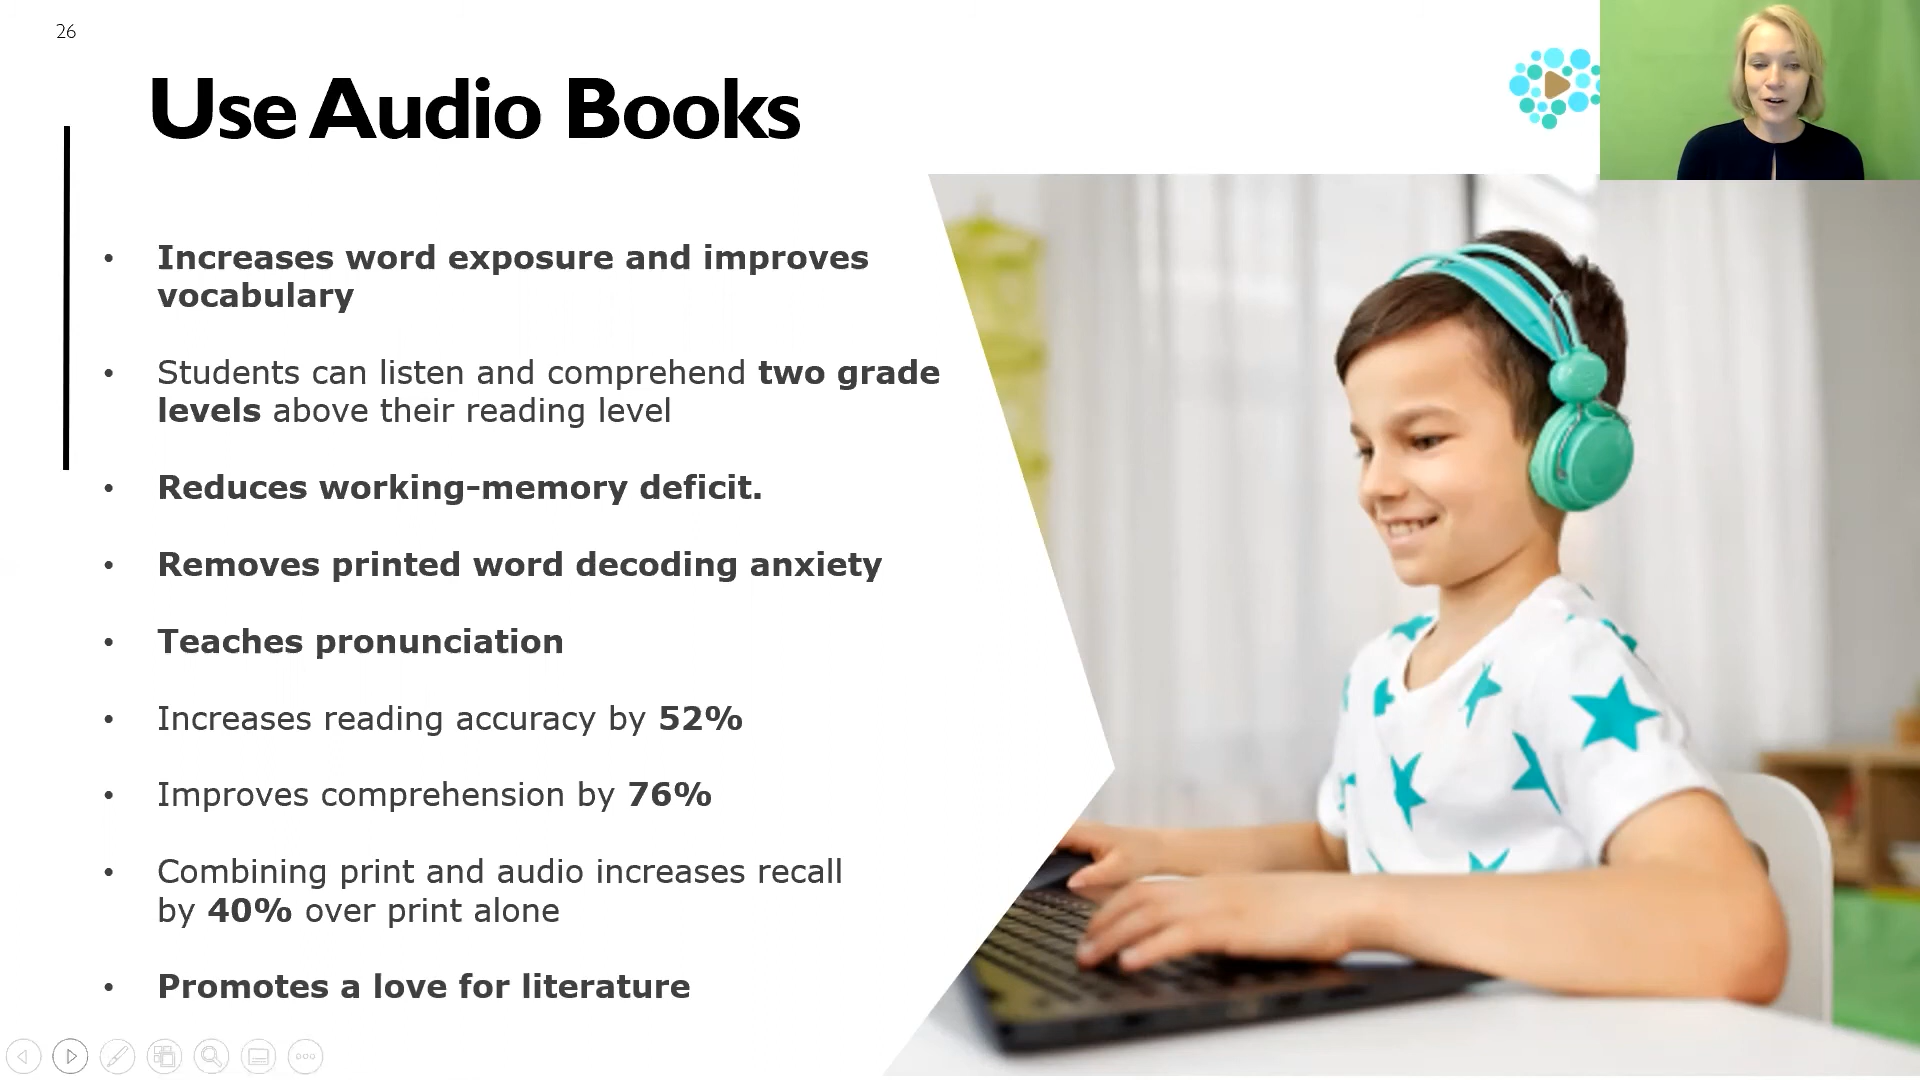 26
Use Audio Books
• Increases word exposure and improves
vocabulary
• Students can listen and comprehend two grade
levels above their reading level
• Reduces working-memory deficit.
• Removes printed word decoding anxiety
• Teaches pronunciation
• Increases reading accuracy by 52%
• Improves comprehension by 76%
• Combining print and audio increases recall
by 40% over print alone
• Promotes a love for literature